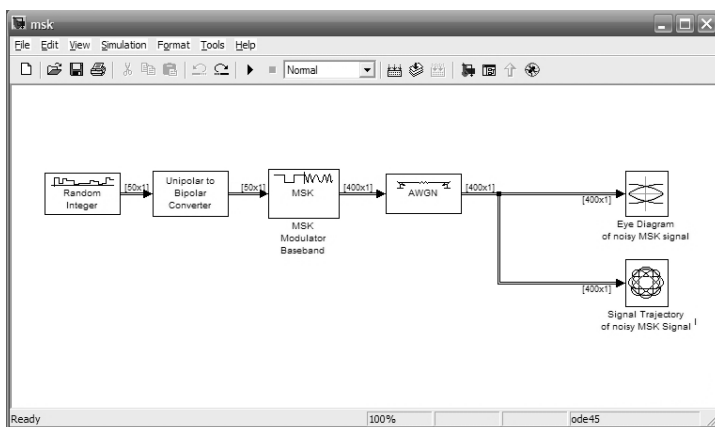 msk
File Edit View Simulation Format Tools Help
Normal
Random
Integer
[50x1]
Unipolar to
Bipolar
Converter
[50x1]
MSK
MSK
Modulator
Baseband
[400x1]
AWGN
[400x1]
[400x1]
Eye Diagram
of noisy MSK signal
[400x1]
Signal Trajectory
of noisy MSK Signal
Ready 100% ode45